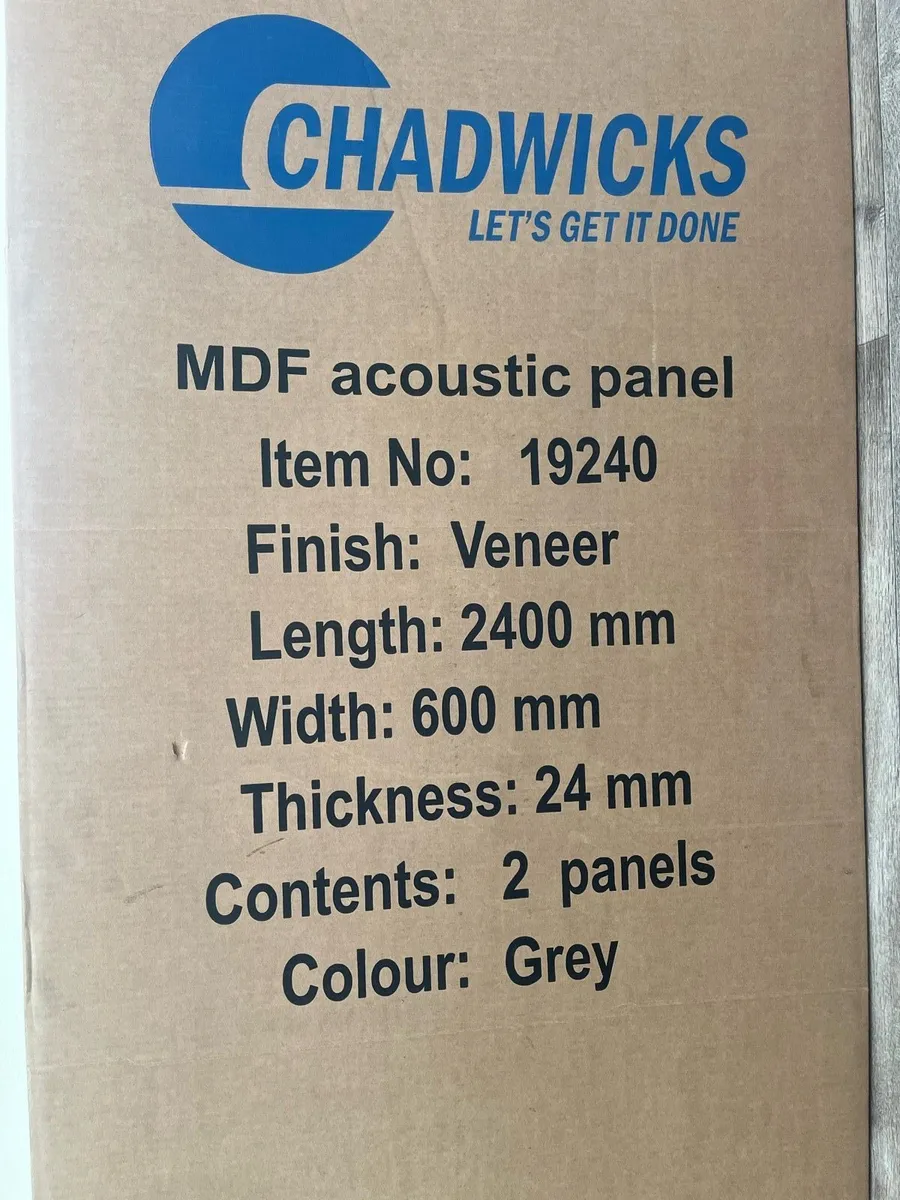 CHADWICKS
LET'S GET IT DONE
MDF acoustic panel
Item No: 19240
Finish: Veneer
Length: 2400 mm
Width: 600 mm
Thickness: 24 mm
Contents: 2 panels
Colour: Grey